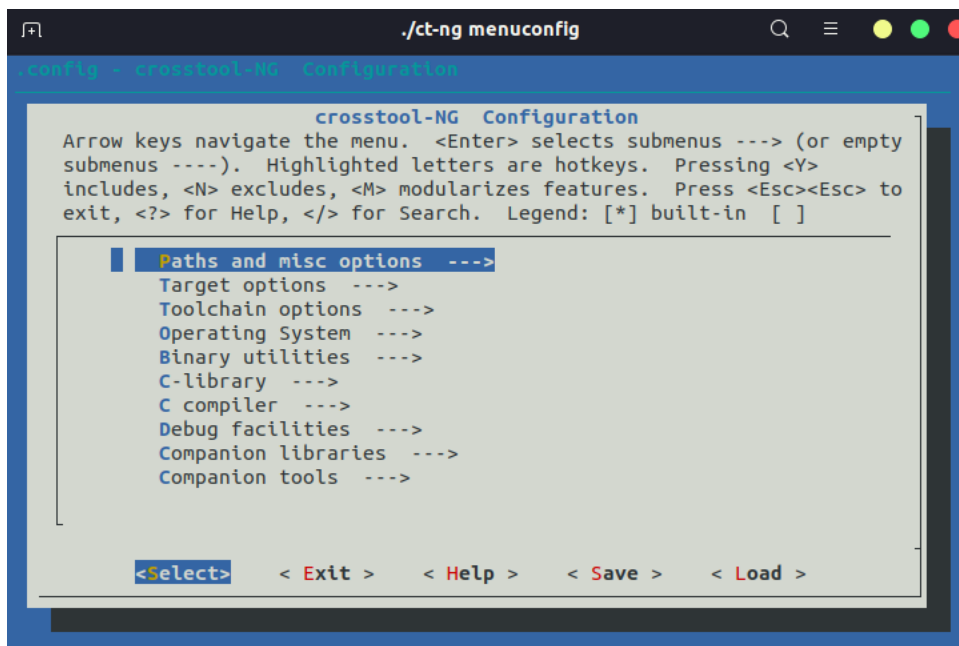 ./ct-ng menuconfig
.config - crosstool-NG  Configuration
crosstool-NG  Configuration
Arrow keys navigate the menu.  <Enter> selects submenus ---> (or empty
submenus ----).  Highlighted letters are hotkeys.  Pressing <Y>
includes, <N> excludes, <M> modularizes features.  Press <Esc><Esc> to
exit, <?> for Help, </> for Search.  Legend: [*] built-in  [ ]
Paths and misc options  --->
Target options  --->
Toolchain options  --->
Operating System  --->
Binary utilities  --->
C-library  --->
C compiler  --->
Debug facilities  --->
Companion libraries  --->
Companion tools  --->
<Select>    < Exit >    < Help >    < Save >    < Load >